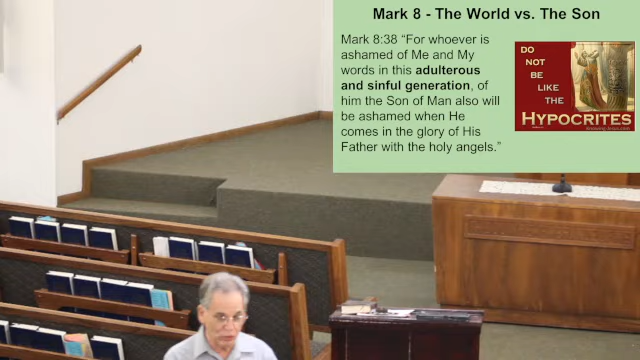 Mark 8 - The World vs. The Son
Mark 8:38 “For whoever is
ashamed of Me and My
words in this adulterous
and sinful generation, of
him the Son of Man also will
be ashamed when He
comes in the glory of His
Father with the holy angels.”
DO
NOT
BE
LIKE
THE
HYPOCRITES